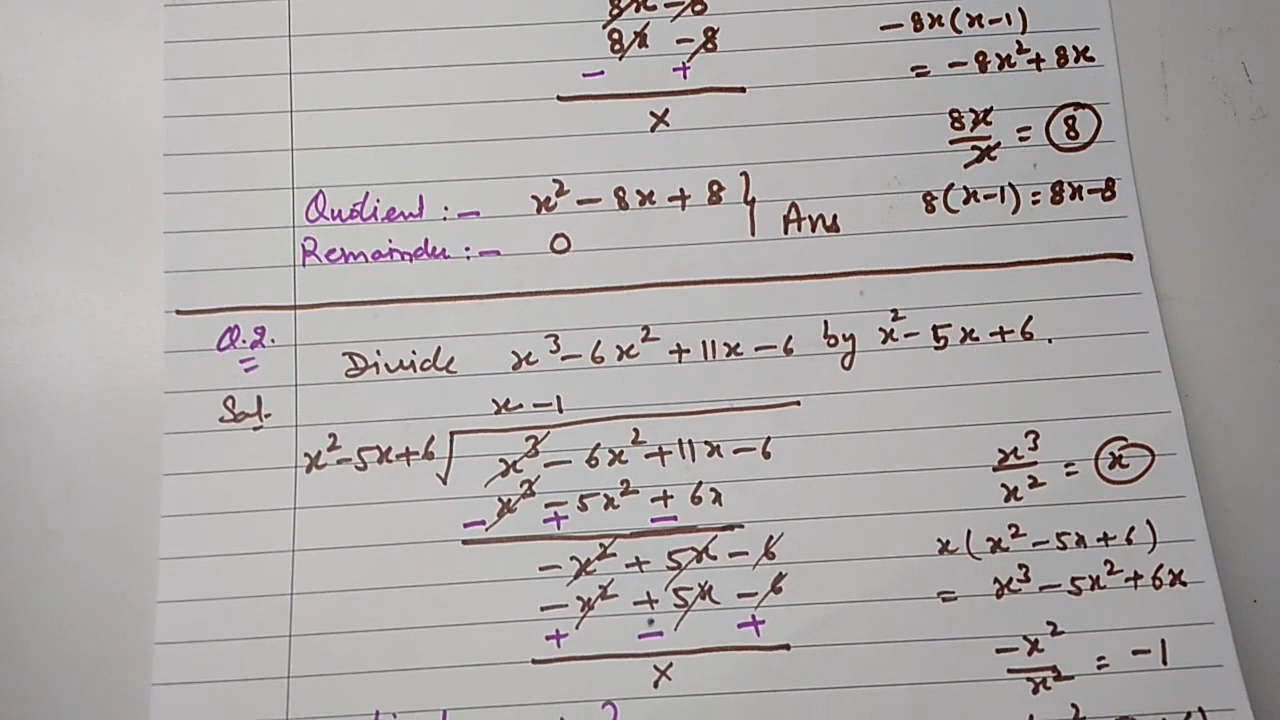 8x - 8
- +
x
-8x(x-1)
= -8x² + 8x
8x/x = 8
8(x-1) = 8x-8
Quotient :- x² - 8x + 8 } Ans
Remainder :- 0
Q.2. Divide x³ - 6x² + 11x - 6 by x² - 5x + 6.
Sol.
x - 1
x² - 5x + 6 √ x³ - 6x² + 11x - 6
x³ - 5x² + 6x
- + -
-x² + 5x - 6
-x² + 5x - 6
+ - +
x
x³/x² = x
x(x² - 5x + 6)
= x³ - 5x² + 6x
-x²/x² = -1